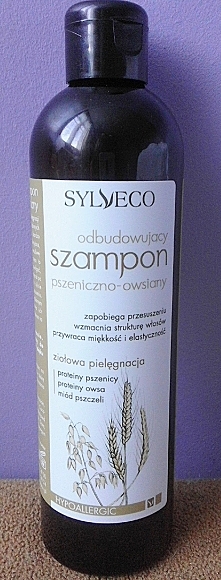 SYLVECO
odbudowujący
szampon
pszeniczno-owsiany
zapobiega przesuszeniu
wzmacnia strukturę włosów
przywraca miękkość i elastyczność
ziołowa pielęgnacja
proteiny pszenicy
proteiny owsa
miód pszczeli
HYPOALLERGIC